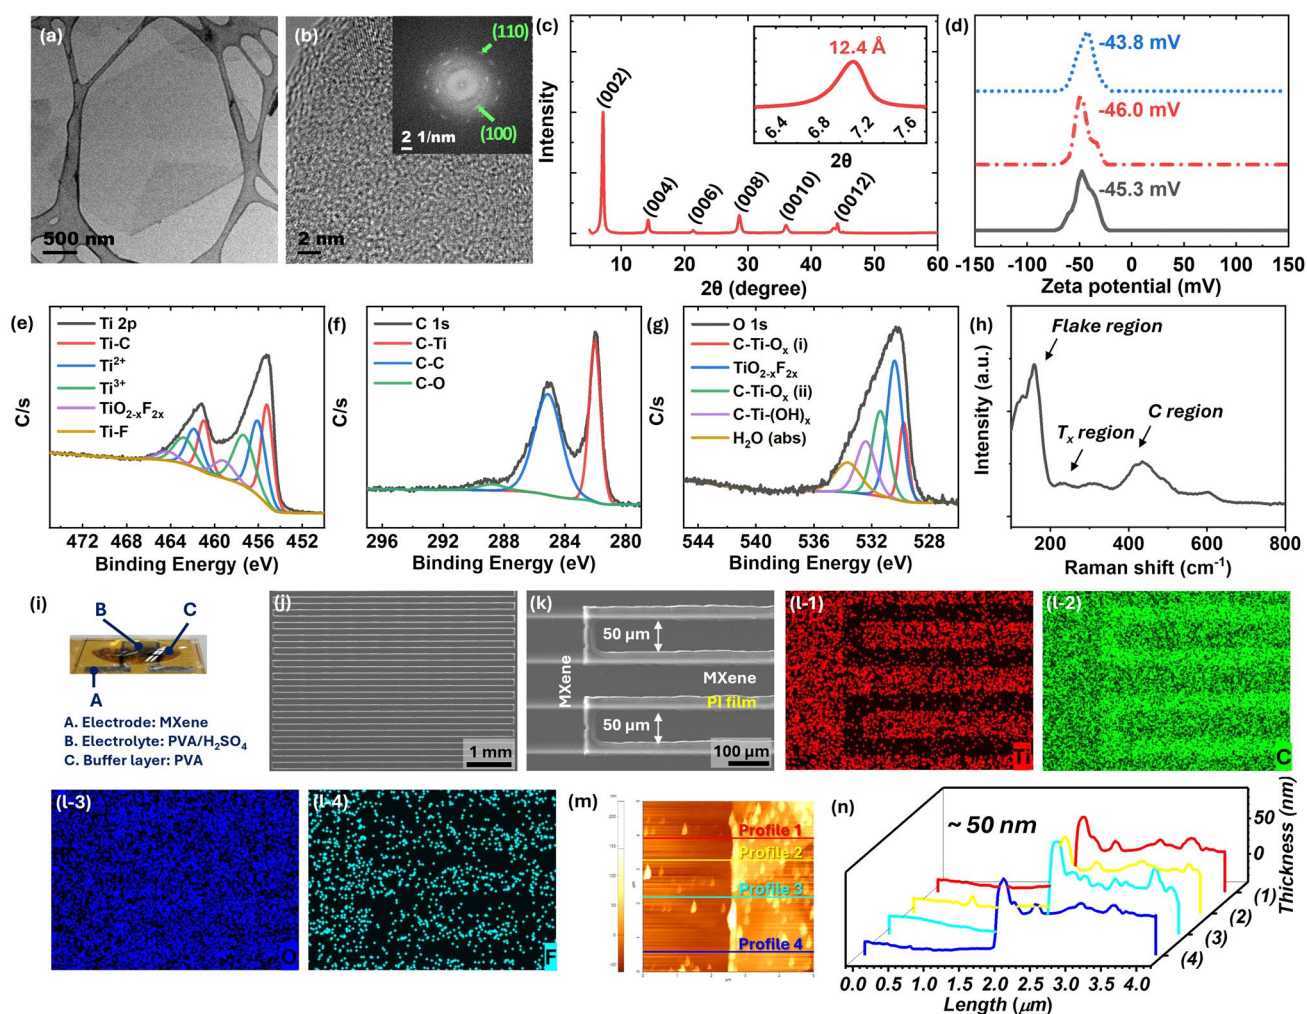 (a)
500 nm
(b)
(110)
(100)
2 1/nm
2 nm
(c)
Intensity
(002)
(004)
(006)
(008)
(0010)
(0012)
12.4 Å
6.4 6.8 7.2 7.6
2θ
10 20 30 40 50 60
2θ (degree)
(d)
-43.8 mV
-46.0 mV
-45.3 mV
-150 -100 -50 0 50 100 150
Zeta potential (mV)
(e)
Ti 2p
Ti-C
Ti2+
Ti3+
TiO2-xF2x
Ti-F
C/s
472 468 464 460 456 452
Binding Energy (eV)
(f)
C 1s
C-Ti
C-C
C-O
C/s
296 292 288 284 280
Binding Energy (eV)
(g)
O 1s
C-Ti-Ox (i)
TiO2-xF2x
C-Ti-Ox (ii)
C-Ti-(OH)x
H2O (abs)
C/s
544 540 536 532 528
Binding Energy (eV)
(h)
Flake region
C region
Tx region
Intensity (a.u.)
200 400 600 800
Raman shift (cm-1)
(i)
B C
A
A. Electrode: MXene
B. Electrolyte: PVA/H2SO4
C. Buffer layer: PVA
(j)
1 mm
(k)
50 µm
MXene
MXene
PI film
50 µm
100 µm
(l-1)
Ti
(l-2)
C
(l-3)
O
(l-4)
F
(m)
Profile 1
Profile 2
Profile 3
Profile 4
(n)
~ 50 nm
50
0
Thickness (nm)
(1)
(2)
(3)
(4)
0.0 0.5 1.0 1.5 2.0 2.5 3.0 3.5 4.0
Length (µm)